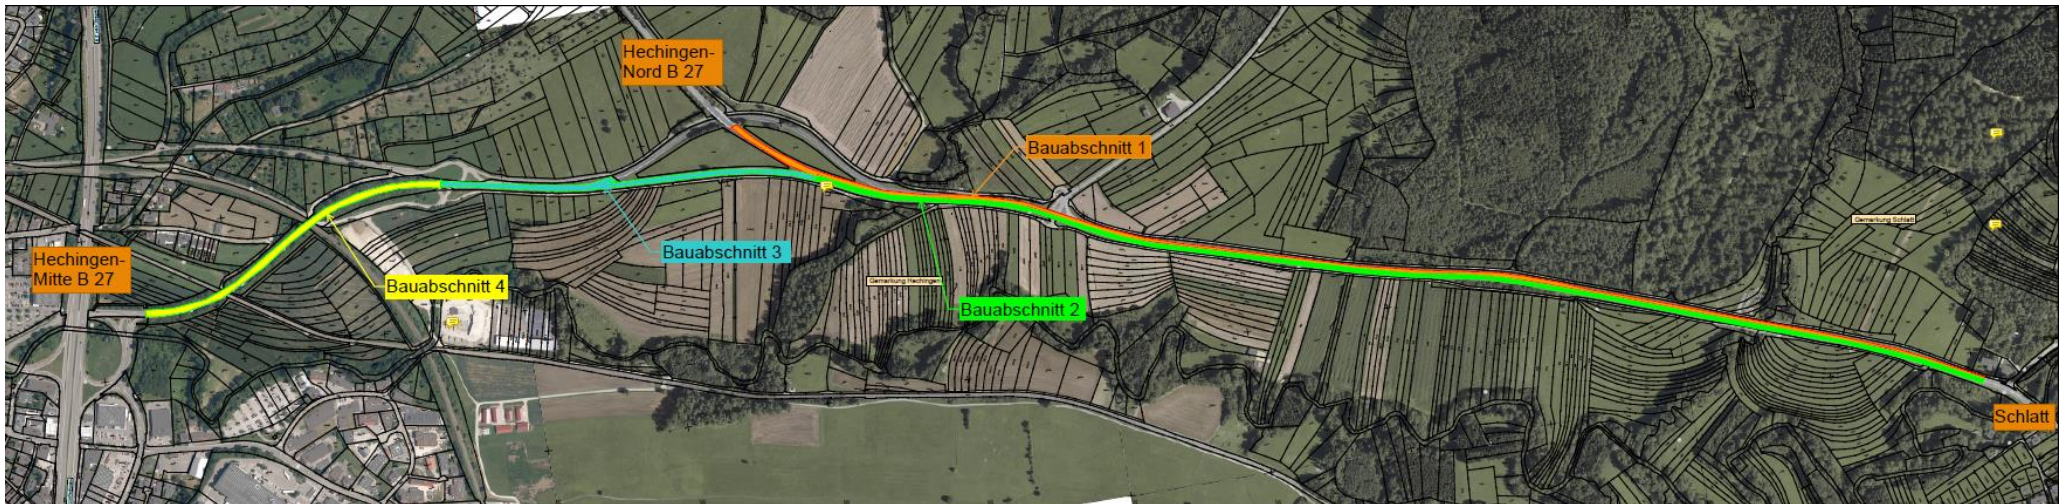 Hechingen-
Nord B 27
Bauabschnitt 1
Gemarkung Schlatt
Bauabschnitt 3
Hechingen-
Mitte B 27
Bauabschnitt 4
Gemarkung Hechingen
Bauabschnitt 2
Schlatt